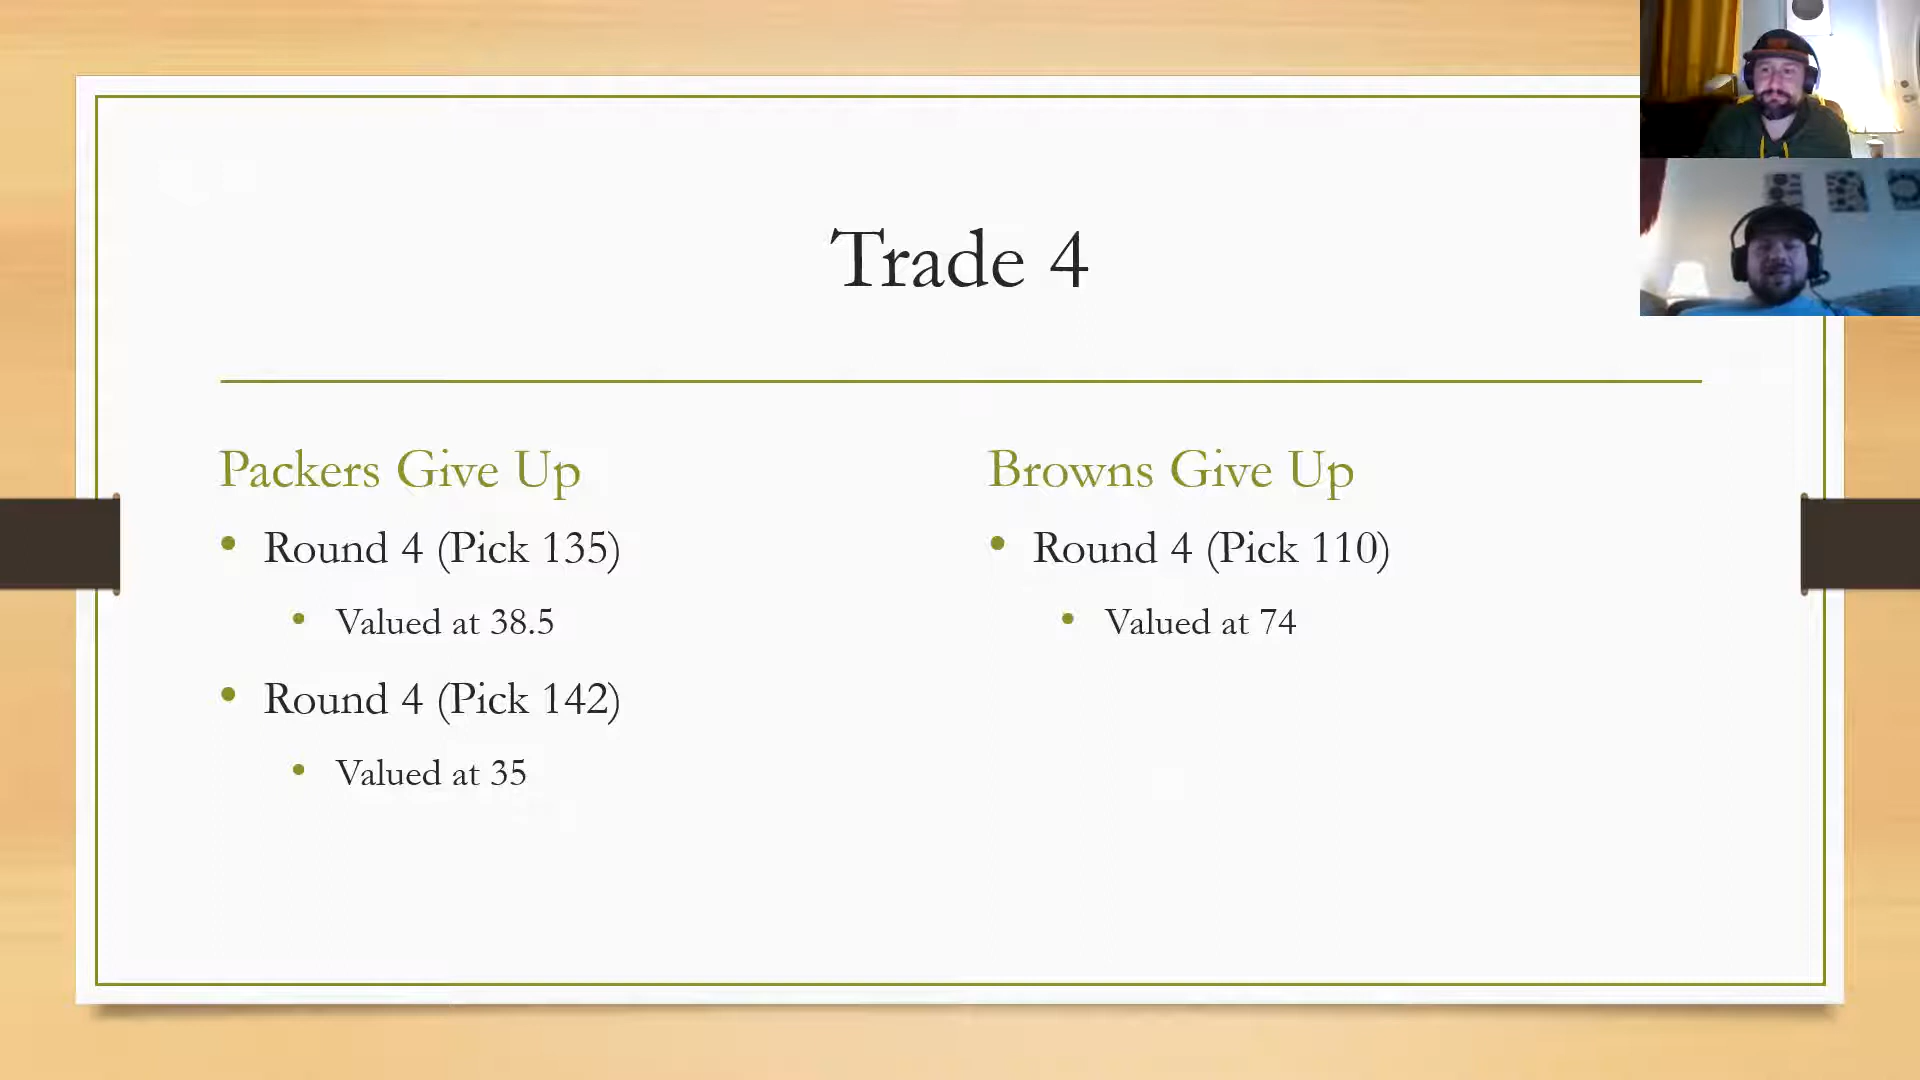 Trade 4
Packers Give Up
• Round 4 (Pick 135)
• Valued at 38.5
• Round 4 (Pick 142)
• Valued at 35
Browns Give Up
• Round 4 (Pick 110)
• Valued at 74